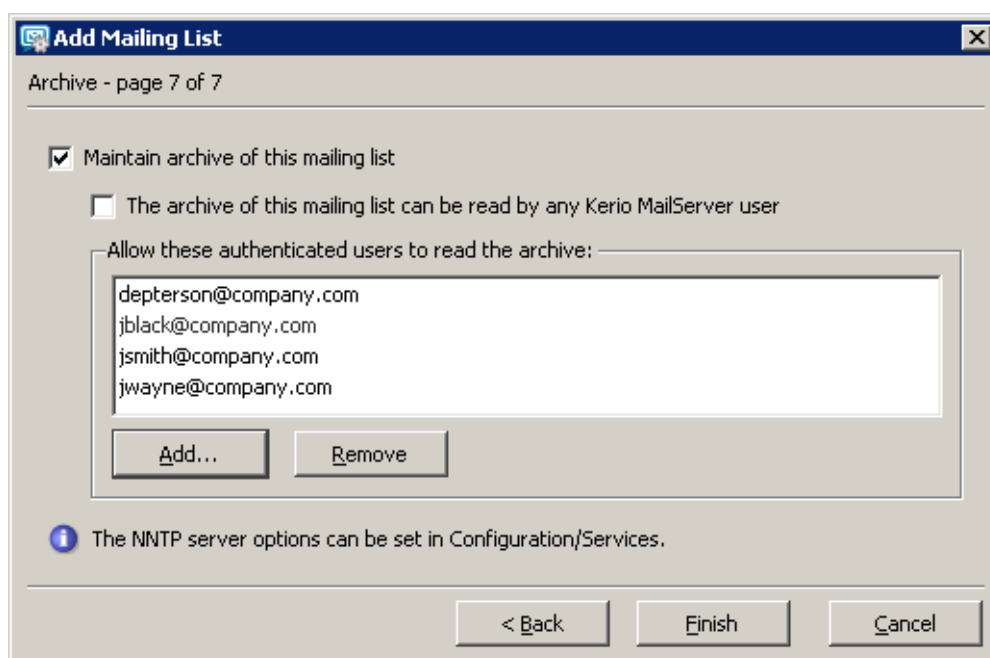 Add Mailing List
Archive - page 7 of 7
Maintain archive of this mailing list
The archive of this mailing list can be read by any Kerio MailServer user
Allow these authenticated users to read the archive:
depterson@company.com
jblack@company.com
jsmith@company.com
jwayne@company.com
Add... Remove
The NNTP server options can be set in Configuration/Services.
< Back Finish Cancel